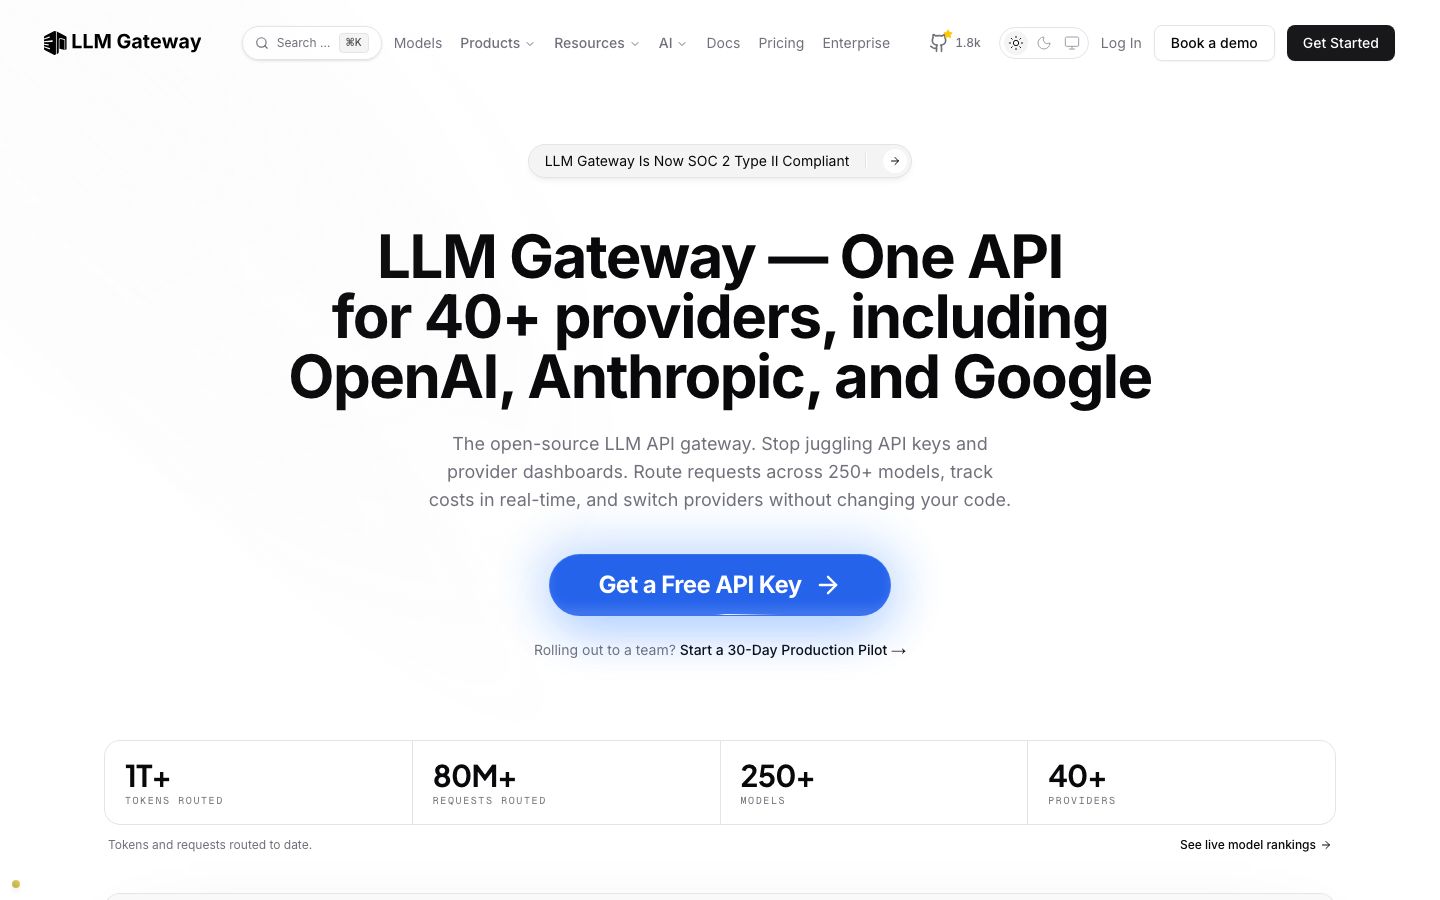 LLM Gateway
Search ... ⌘K
Models
Products
Resources
AI
Docs
Pricing
Enterprise
1.8k
Log In
Book a demo
Get Started
LLM Gateway Is Now SOC 2 Type II Compliant
LLM Gateway — One API
for 40+ providers, including
OpenAI, Anthropic, and Google
The open-source LLM API gateway. Stop juggling API keys and
provider dashboards. Route requests across 250+ models, track
costs in real-time, and switch providers without changing your code.
Get a Free API Key →
Rolling out to a team? Start a 30-Day Production Pilot →
1T+
TOKENS ROUTED
80M+
REQUESTS ROUTED
250+
MODELS
40+
PROVIDERS
Tokens and requests routed to date.
See live model rankings →